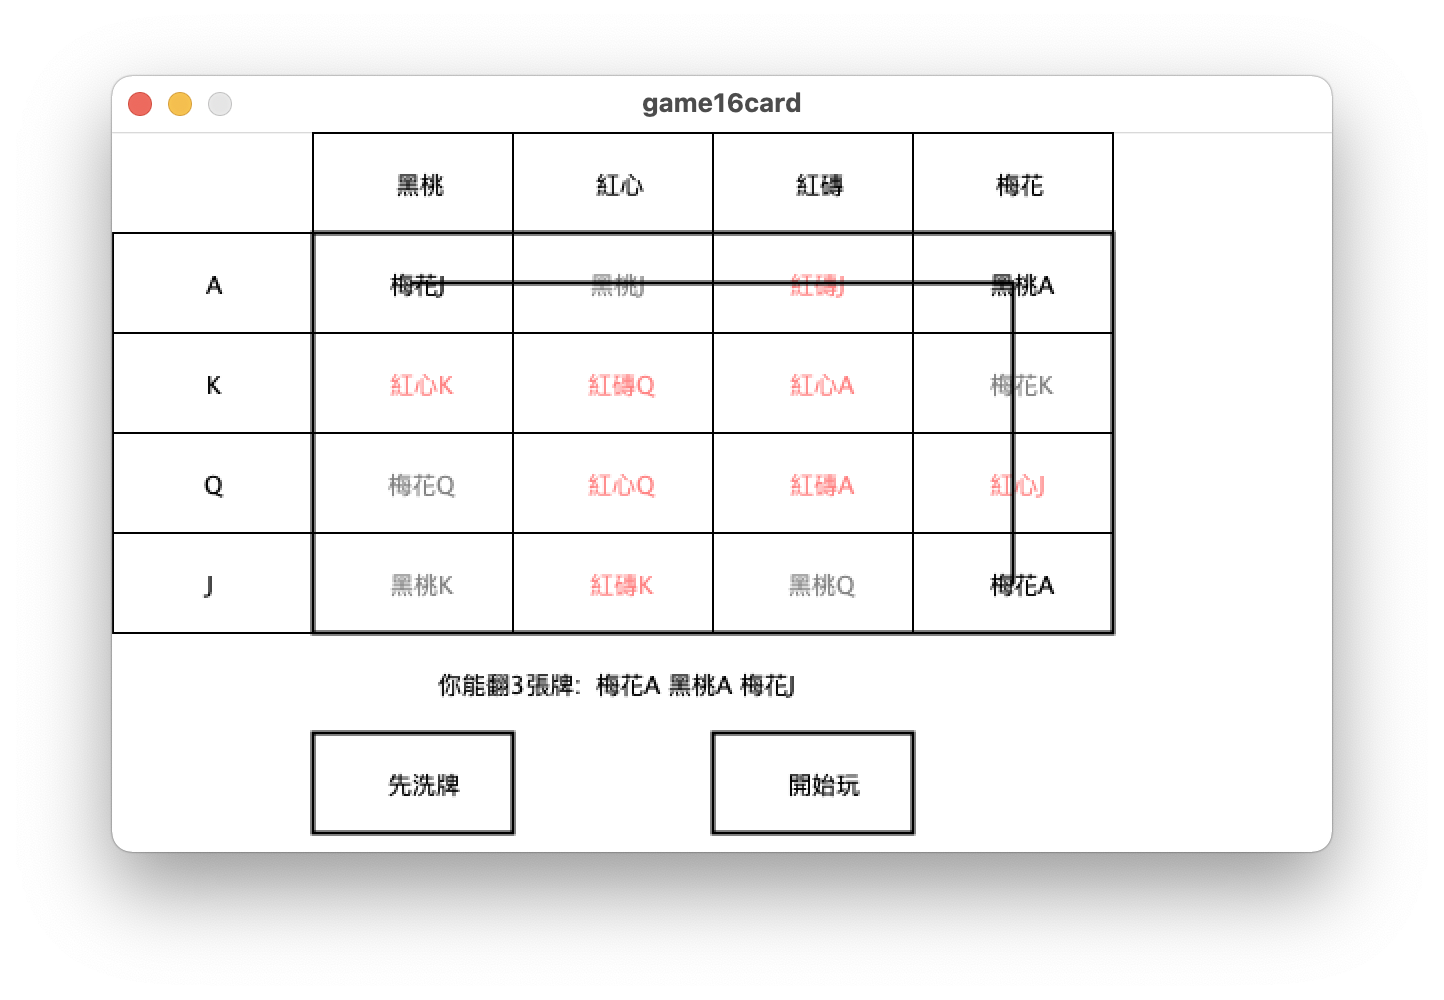 game16card
黑桃 紅心 紅磚 梅花
A 梅花J 黑桃J 紅磚J 黑桃A
K 紅心K 紅磚Q 紅心A 梅花K
Q 梅花Q 紅心Q 紅磚A 紅心J
J 黑桃K 紅磚K 黑桃Q 梅花A
你能翻3張牌: 梅花A 黑桃A 梅花J
先洗牌 開始玩